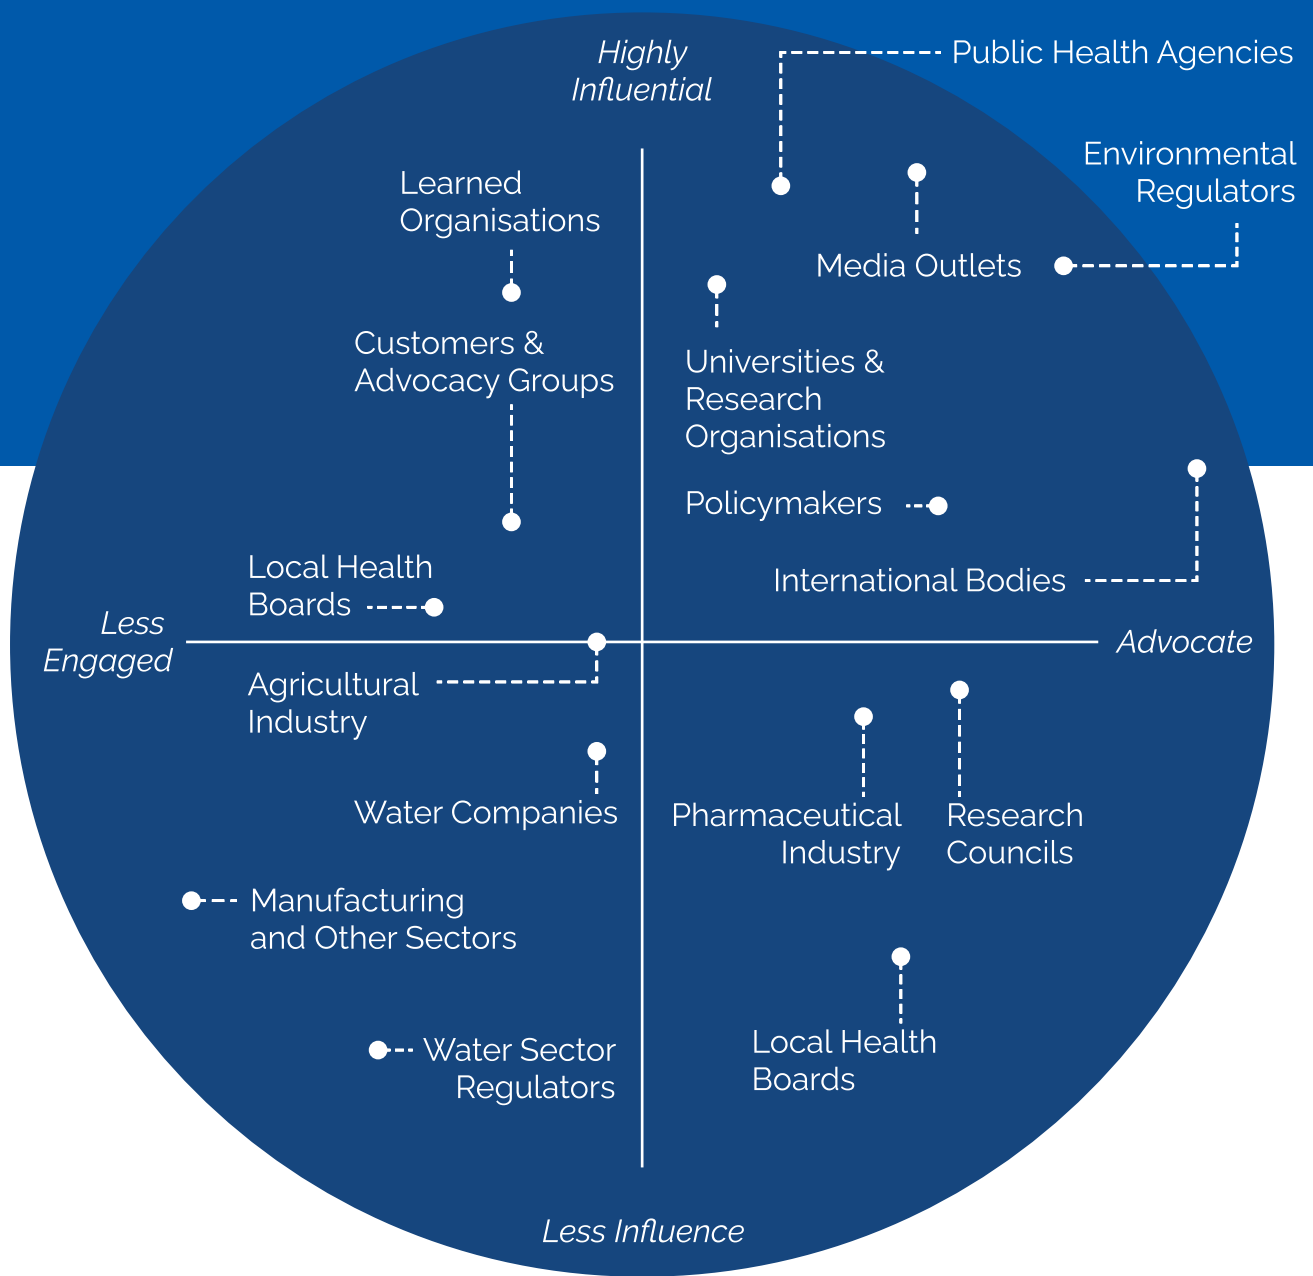 Highly
Influential
Public Health Agencies
Environmental
Regulators
Learned
Organisations
Media Outlets
Customers &
Advocacy Groups
Universities &
Research
Organisations
Policymakers
International Bodies
Local Health
Boards
Less
Engaged
Advocate
Agricultural
Industry
Water Companies
Pharmaceutical
Industry
Research
Councils
Manufacturing
and Other Sectors
Water Sector
Regulators
Local Health
Boards
Less Influence